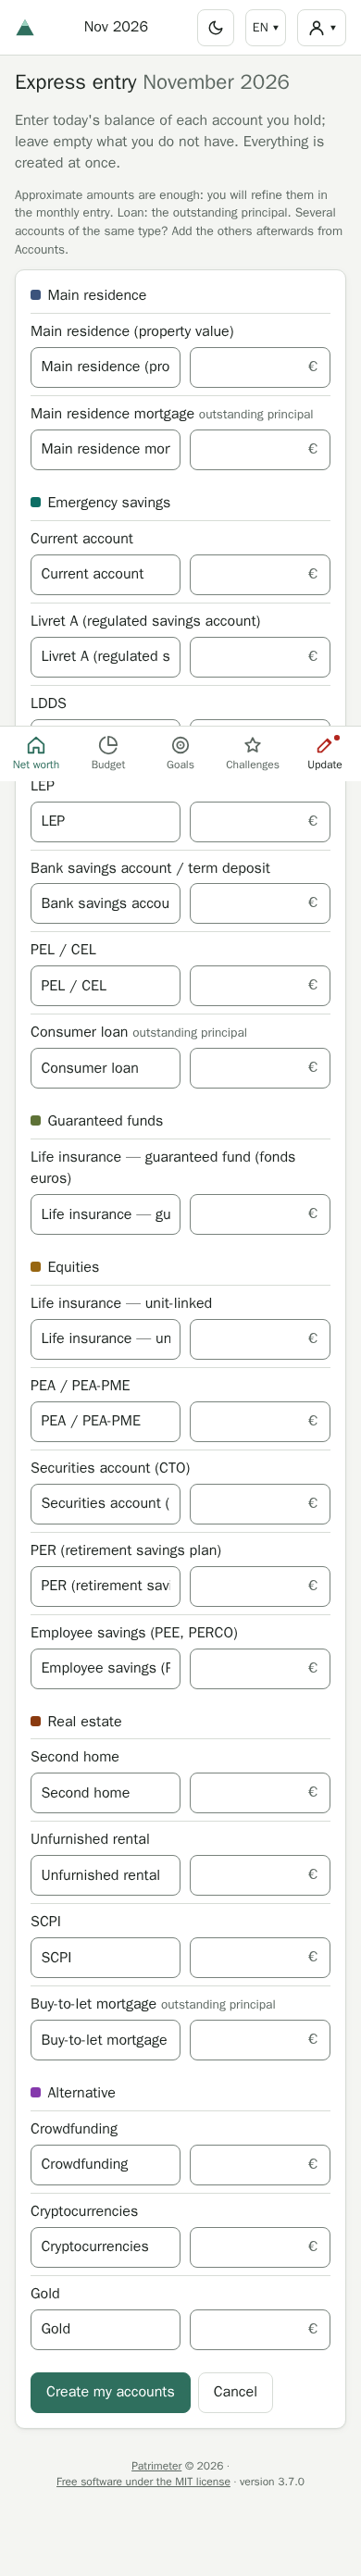 Nov 2026
EN ▾
▾
Express entry November 2026
Enter today's balance of each account you hold;
leave empty what you do not have. Everything is
created at once.
Approximate amounts are enough: you will refine them in
the monthly entry. Loan: the outstanding principal. Several
accounts of the same type? Add the others afterwards from
Accounts.
Main residence
Main residence (property value)
Main residence (pro €
Main residence mortgage outstanding principal
Main residence mor €
Emergency savings
Current account
Current account €
Livret A (regulated savings account)
Livret A (regulated s €
LDDS
Net worth Budget Goals Challenges Update
LEP
LEP €
Bank savings account / term deposit
Bank savings accou €
PEL / CEL
PEL / CEL €
Consumer loan outstanding principal
Consumer loan €
Guaranteed funds
Life insurance — guaranteed fund (fonds
euros)
Life insurance — gu €
Equities
Life insurance — unit-linked
Life insurance — un €
PEA / PEA-PME
PEA / PEA-PME €
Securities account (CTO)
Securities account ( €
PER (retirement savings plan)
PER (retirement savi €
Employee savings (PEE, PERCO)
Employee savings (P €
Real estate
Second home
Second home €
Unfurnished rental
Unfurnished rental €
SCPI
SCPI €
Buy-to-let mortgage outstanding principal
Buy-to-let mortgage €
Alternative
Crowdfunding
Crowdfunding €
Cryptocurrencies
Cryptocurrencies €
Gold
Gold €
Create my accounts Cancel
Patrimeter © 2026 ·
Free software under the MIT license · version 3.7.0